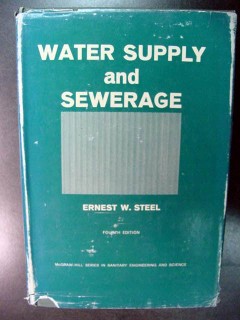 WATER SUPPLY
and
SEWERAGE
ERNEST W. STEEL
FOURTH EDITION
McGRAW-HILL SERIES IN SANITARY ENGINEERING AND SCIENCE